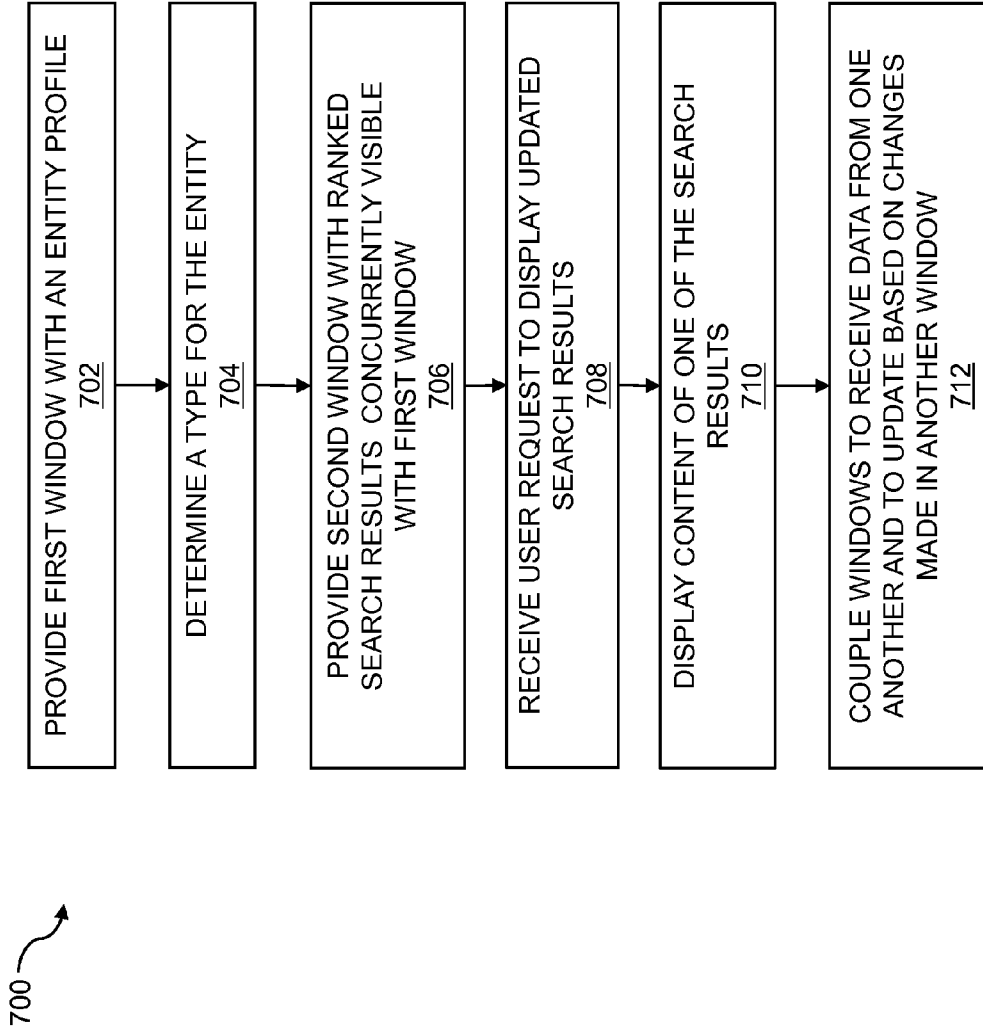 700
PROVIDE FIRST WINDOW WITH AN ENTITY PROFILE
702
DETERMINE A TYPE FOR THE ENTITY
704
PROVIDE SECOND WINDOW WITH RANKED
SEARCH RESULTS CONCURRENTLY VISIBLE
WITH FIRST WINDOW
706
RECEIVE USER REQUEST TO DISPLAY UPDATED
SEARCH RESULTS
708
DISPLAY CONTENT OF ONE OF THE SEARCH
RESULTS
710
COUPLE WINDOWS TO RECEIVE DATA FROM ONE
ANOTHER AND TO UPDATE BASED ON CHANGES
MADE IN ANOTHER WINDOW
712